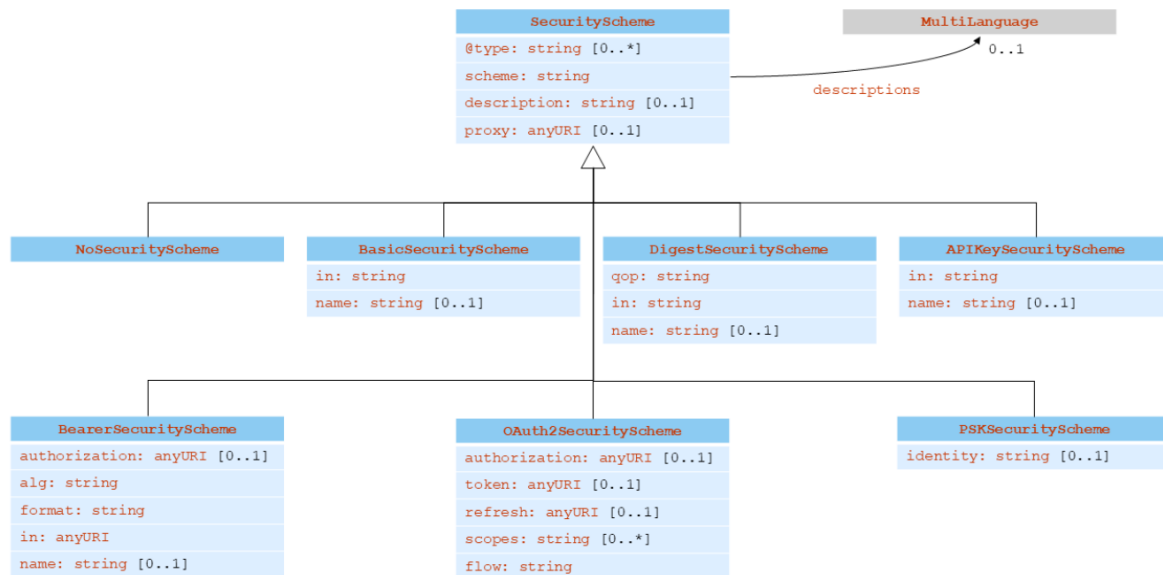 SecurityScheme
@type: string [0..*]
scheme: string
description: string [0..1]
proxy: anyURI [0..1]
MultiLanguage
0..1
descriptions
NoSecurityScheme
BasicSecurityScheme
in: string
name: string [0..1]
DigestSecurityScheme
qop: string
in: string
name: string [0..1]
APIKeySecurityScheme
in: string
name: string [0..1]
BearerSecurityScheme
authorization: anyURI [0..1]
alg: string
format: string
in: anyURI
name: string [0..1]
OAuth2SecurityScheme
authorization: anyURI [0..1]
token: anyURI [0..1]
refresh: anyURI [0..1]
scopes: string [0..*]
flow: string
PSKSecurityScheme
identity: string [0..1]